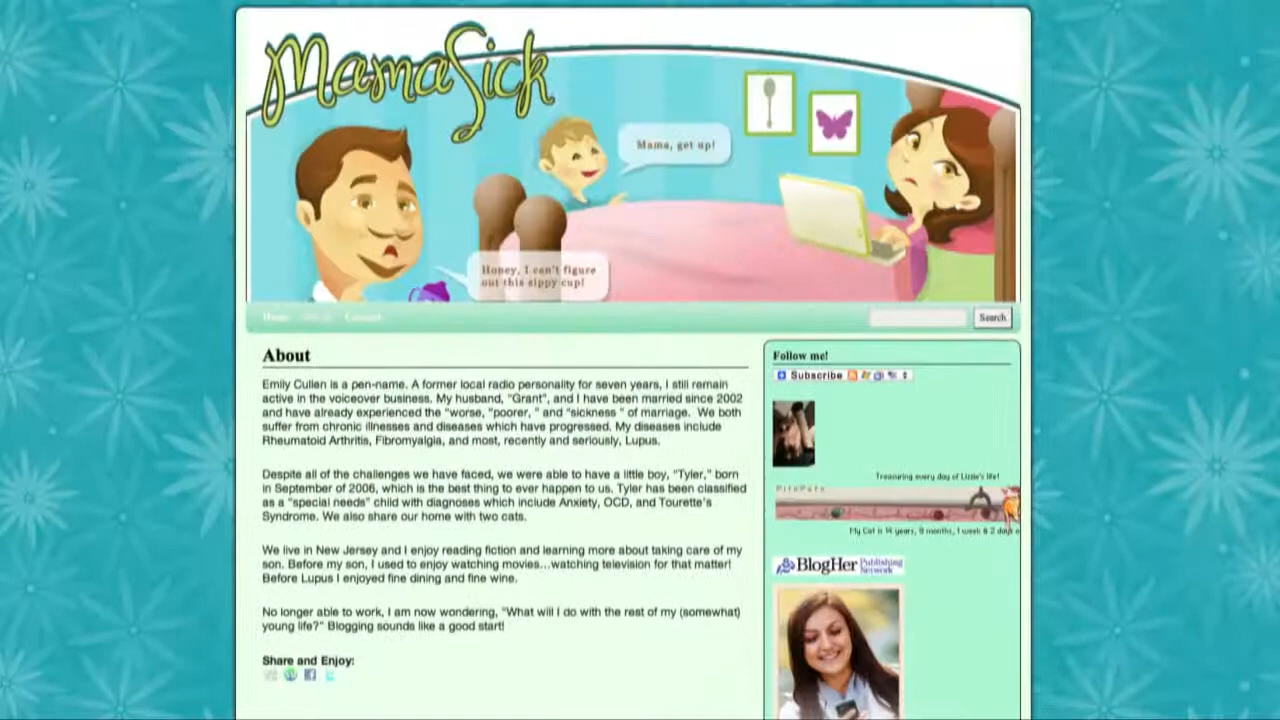 MamaSick
Mama, get up!
Honey, I can't figure
out this sippy cup!
Home
Contact
Search
About
Emily Cullen is a pen-name. A former local radio personality for seven years, I still remain
active in the voiceover business. My husband, "Grant", and I have been married since 2002
and have already experienced the "worse, "poorer, " and "sickness " of marriage. We both
suffer from chronic illnesses and diseases which have progressed. My diseases include
Rheumatoid Arthritis, Fibromyalgia, and most, recently and seriously, Lupus.
Despite all of the challenges we have faced, we were able to have a little boy, "Tyler," born
in September of 2006, which is the best thing to ever happen to us. Tyler has been classified
as a "special needs" child with diagnoses which include Anxiety, OCD, and Tourette's
Syndrome. We also share our home with two cats.
We live in New Jersey and I enjoy reading fiction and learning more about taking care of my
son. Before my son, I used to enjoy watching movies...watching television for that matter!
Before Lupus I enjoyed fine dining and fine wine.
No longer able to work, I am now wondering, "What will I do with the rest of my (somewhat)
young life?" Blogging sounds like a good start!
Share and Enjoy:
Follow me!
Subscribe
Treasuring every day of Lizzie's life!
PitaPata
My Cat is 14 years, 9 months, 1 week & 2 days o
BlogHer Publishing
Network